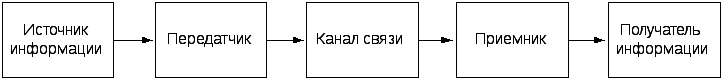 Источник
информации
Передатчик
Канал связи
Приемник
Получатель
информации